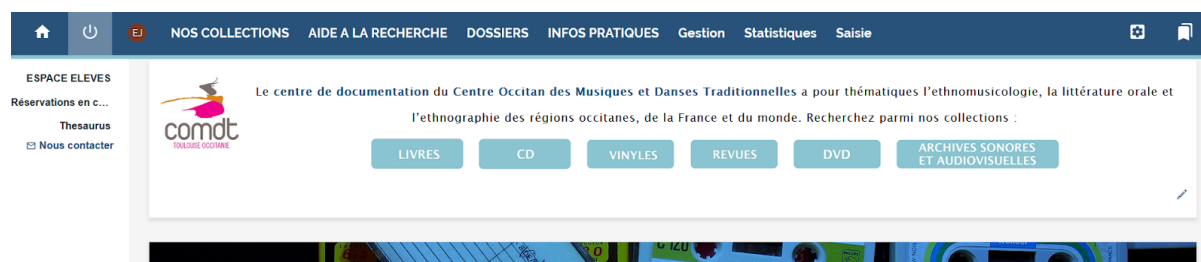 EJ NOS COLLECTIONS AIDE A LA RECHERCHE DOSSIERS INFOS PRATIQUES Gestion Statistiques Saisie
ESPACE ELEVES
Réservations en c...
Thesaurus
Nous contacter
comdt
TOULOUSE OCCITANIE
Le centre de documentation du Centre Occitan des Musiques et Danses Traditionnelles a pour thématiques l'ethnomusicologie, la littérature orale et
l'ethnographie des régions occitanes, de la France et du monde. Recherchez parmi nos collections :
LIVRES CD VINYLES REVUES DVD ARCHIVES SONORES
ET AUDIOVISUELLES